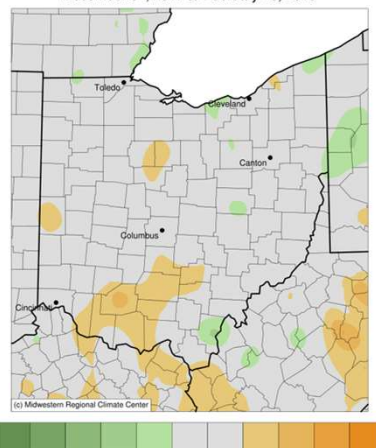 Toledo
Cleveland
Canton
Columbus
Cincinnati
(c) Midwestern Regional Climate Center